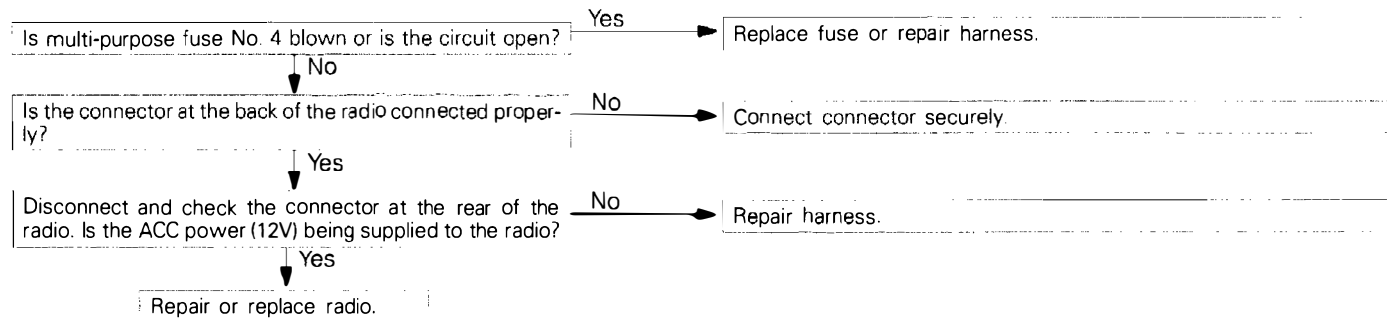 Is multi-purpose fuse No. 4 blown or is the circuit open?
Yes
Replace fuse or repair harness.
No
Is the connector at the back of the radio connected proper-
ly?
No
Connect connector securely.
Yes
Disconnect and check the connector at the rear of the
radio. Is the ACC power (12V) being supplied to the radio?
No
Repair harness.
Yes
Repair or replace radio.